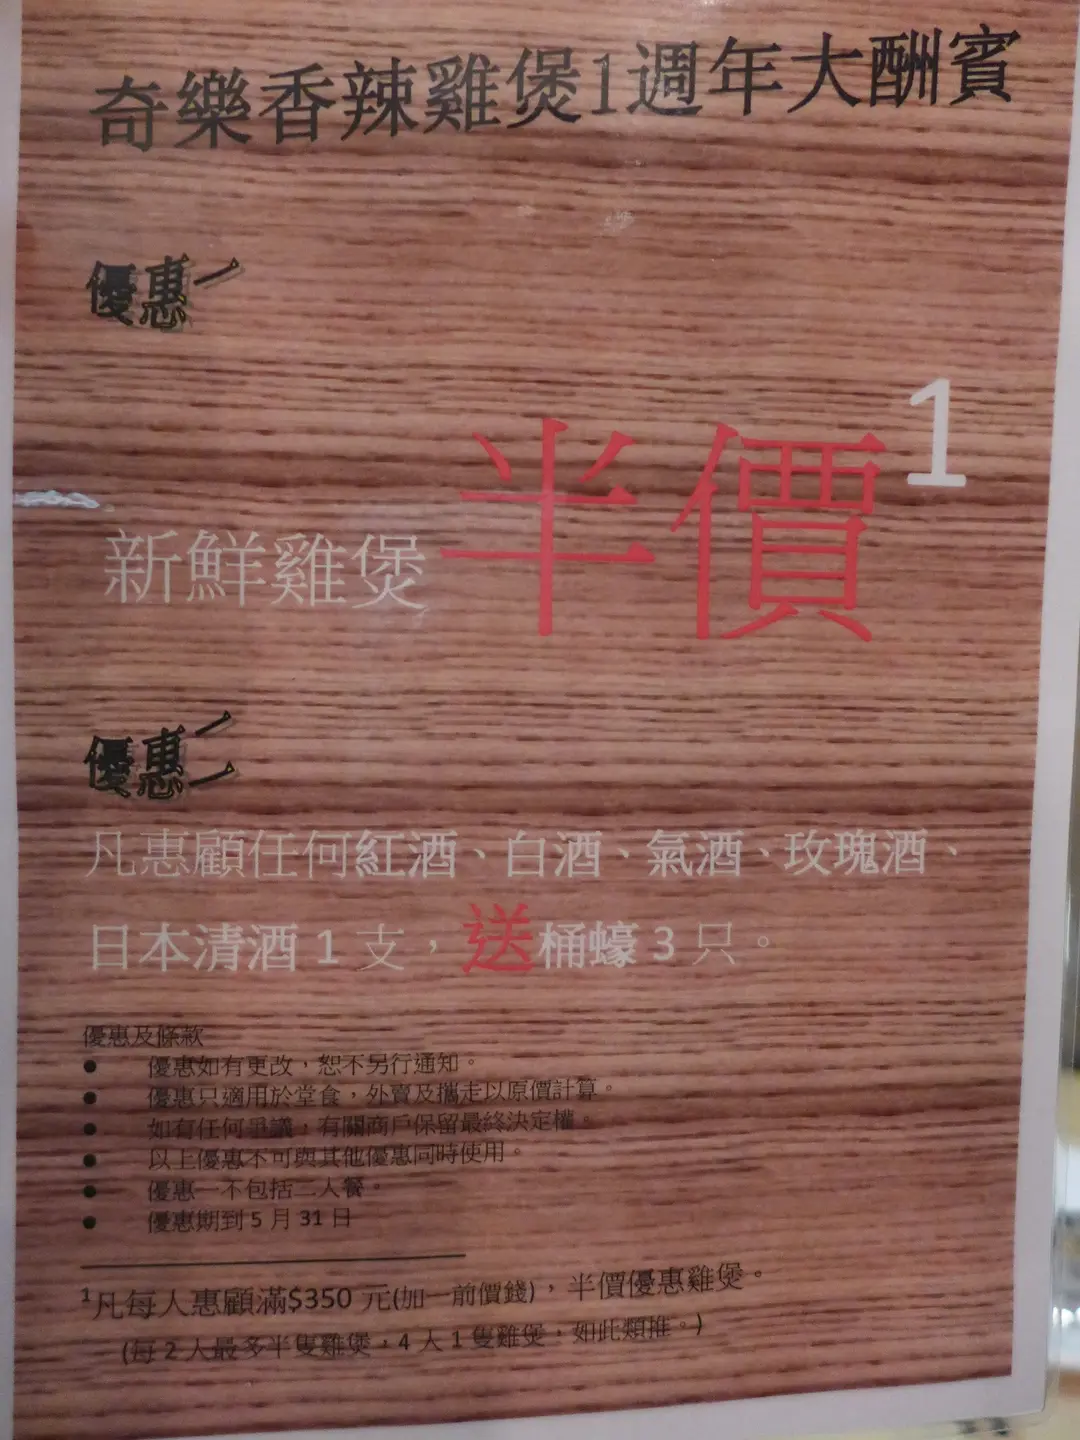 奇樂香辣雞煲1週年大酬賓
優惠一
新鮮雞煲半價1
優惠二
凡惠顧任何紅酒、白酒、氣酒、玫瑰酒、
日本清酒 1 支，送桶蠔 3 只。
優惠及條款
● 優惠如有更改，恕不另行通知。
● 優惠只適用於堂食，外賣及攜走以原價計算。
● 如有任何爭議，有關商戶保留最終決定權。
● 以上優惠不可與其他優惠同時使用。
● 優惠一不包括二人餐。
● 優惠期到 5 月 31 日
1凡每人惠顧滿$350 元(加一前價錢)，半價優惠雞煲。
(每 2 人最多半隻雞煲，4 人 1 隻雞煲，如此類推。)